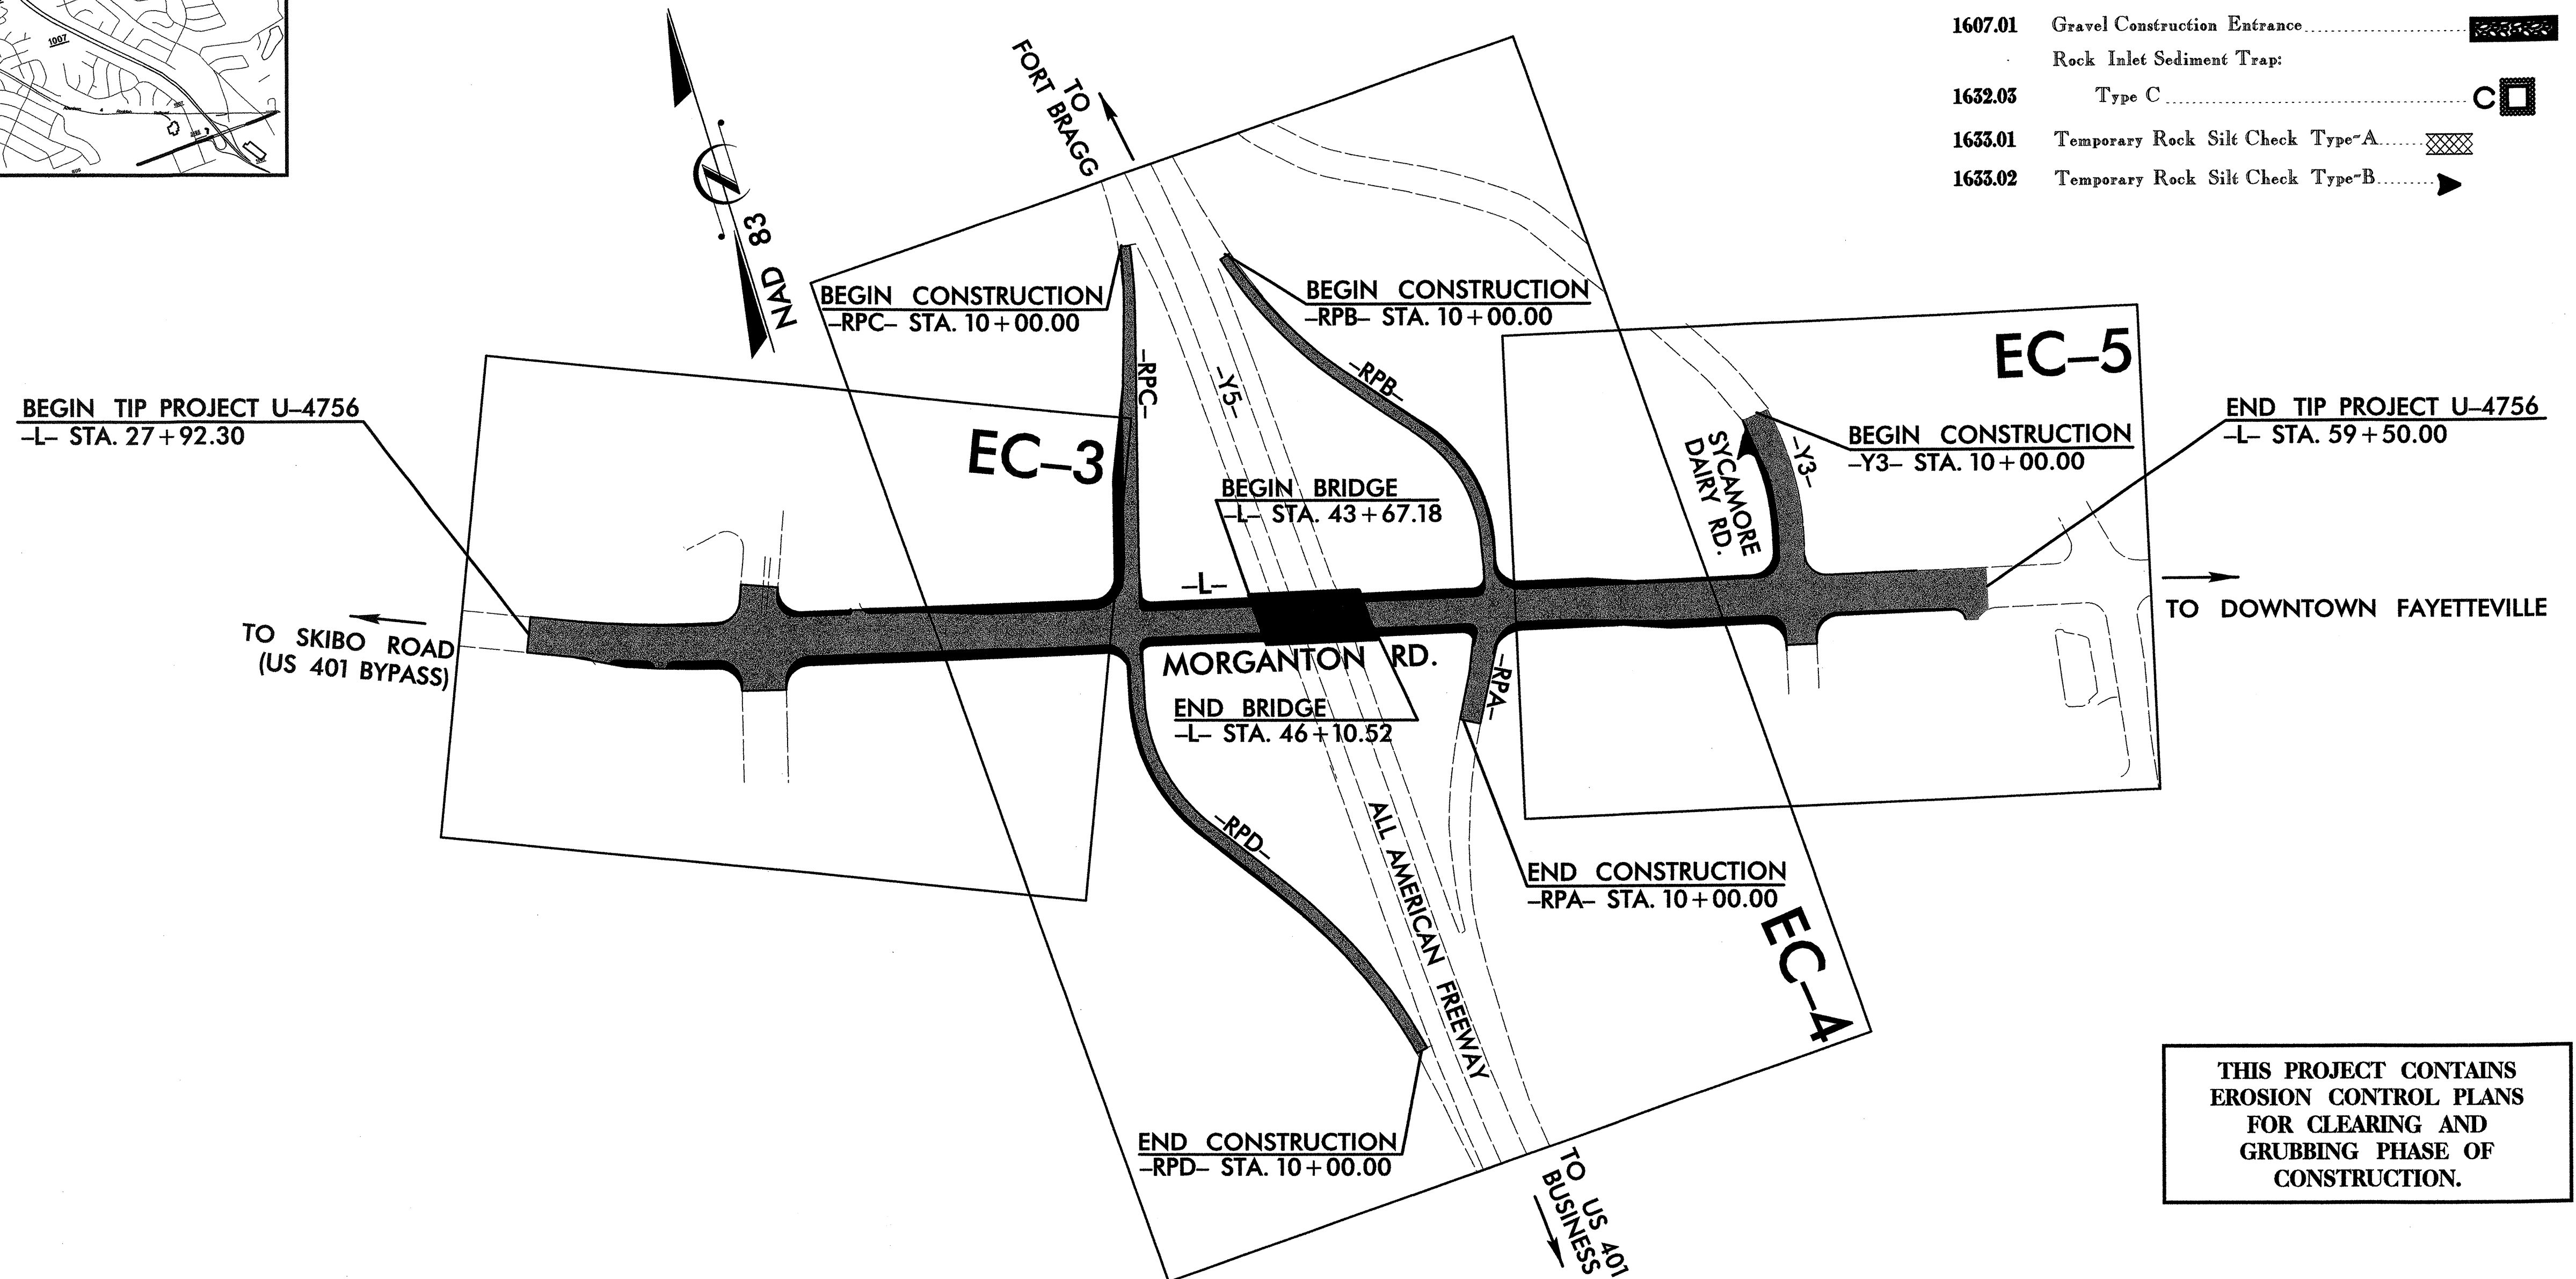 1007
1607.01 Gravel Construction Entrance
Rock Inlet Sediment Trap:
1632.03 Type C C
1633.01 Temporary Rock Silt Check Type-A
1633.02 Temporary Rock Silt Check Type-B
TO
FORT BRAGG
NAD 83
BEGIN CONSTRUCTION
-RPC- STA. 10+00.00
BEGIN CONSTRUCTION
-RPB- STA. 10+00.00
-RPC-
-Y5-
-RPB-
EC-5
BEGIN TIP PROJECT U-4756
-L- STA. 27+92.30
EC-3
END TIP PROJECT U-4756
-L- STA. 59+50.00
BEGIN CONSTRUCTION
-Y3- STA. 10+00.00
-Y3-
SYCAMORE
DAIRY RD.
BEGIN BRIDGE
-L- STA. 43+67.18
-L-
TO SKIBO ROAD
(US 401 BYPASS)
TO DOWNTOWN FAYETTEVILLE
MORGANTON RD.
-RPA-
END BRIDGE
-L- STA. 46+10.52
-RPD-
ALL AMERICAN FREEWAY
END CONSTRUCTION
-RPA- STA. 10+00.00
EC-4
END CONSTRUCTION
-RPD- STA. 10+00.00
TO US 401
BUSINESS
THIS PROJECT CONTAINS
EROSION CONTROL PLANS
FOR CLEARING AND
GRUBBING PHASE OF
CONSTRUCTION.